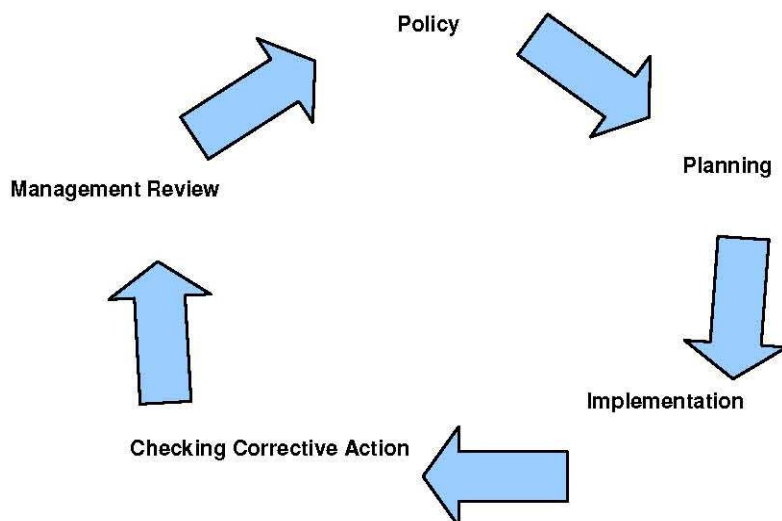 Policy
Planning
Implementation
Checking Corrective Action
Management Review